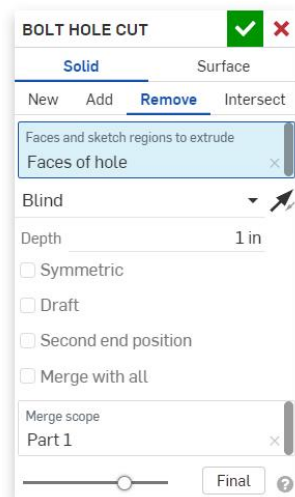 BOLT HOLE CUT
Solid Surface
New Add Remove Intersect
Faces and sketch regions to extrude
Faces of hole
Blind
Depth 1 in
Symmetric
Draft
Second end position
Merge with all
Merge scope
Part 1
Final